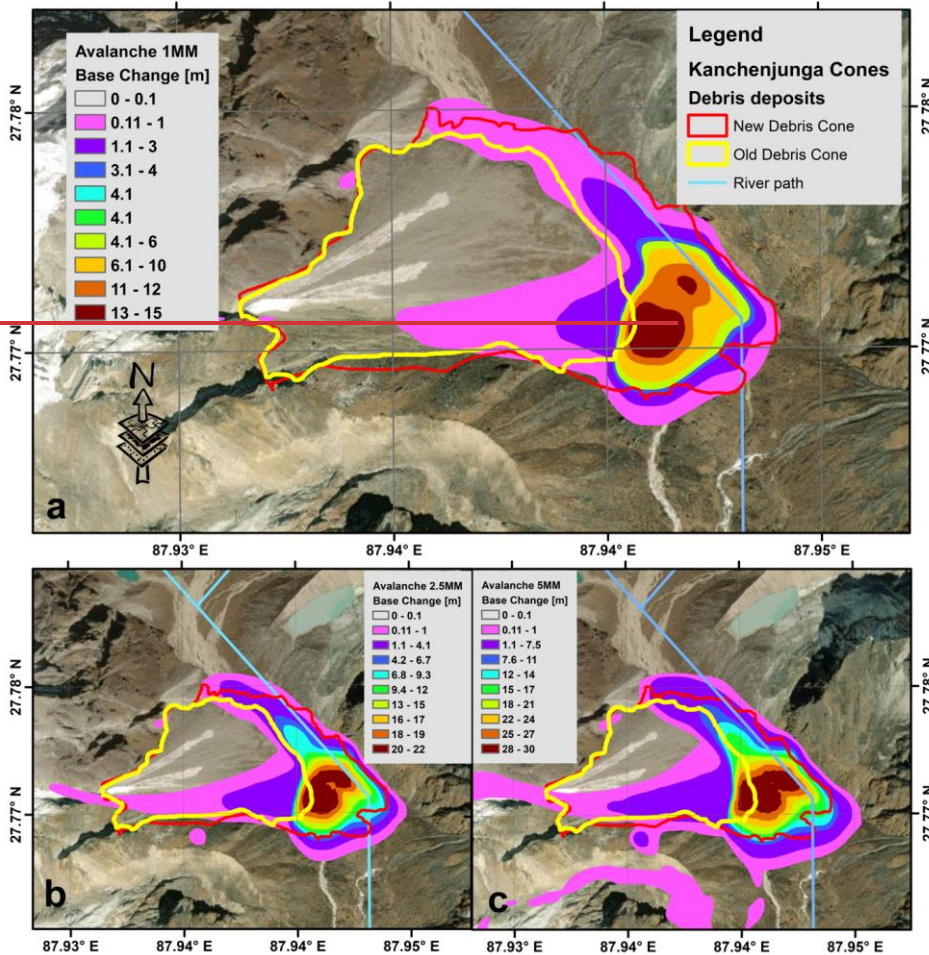 Avalanche 1MM
Base Change [m]
0 - 0.1
0.11 - 1
1.1 - 3
3.1 - 4
4.1
4.1
4.1 - 6
6.1 - 10
11 - 12
13 - 15
Legend
Kanchenjunga Cones
Debris deposits
New Debris Cone
Old Debris Cone
River path
27.78° N
27.77° N
27.78° N
27.77° N
N
a
87.93° E
87.94° E
87.94° E
87.95° E
Avalanche 2.5MM
Base Change [m]
0 - 0.1
0.11 - 1
1.1 - 4.1
4.2 - 6.7
6.8 - 9.3
9.4 - 12
13 - 15
16 - 17
18 - 19
20 - 22
Avalanche 5MM
Base Change [m]
0 - 0.1
0.11 - 1
1.1 - 7.5
7.6 - 11
12 - 14
15 - 17
18 - 21
22 - 24
25 - 27
28 - 30
27.78° N
27.77° N
27.78° N
27.77° N
b
c
87.93° E
87.94° E
87.94° E
87.95° E
87.93° E
87.94° E
87.94° E
87.95° E